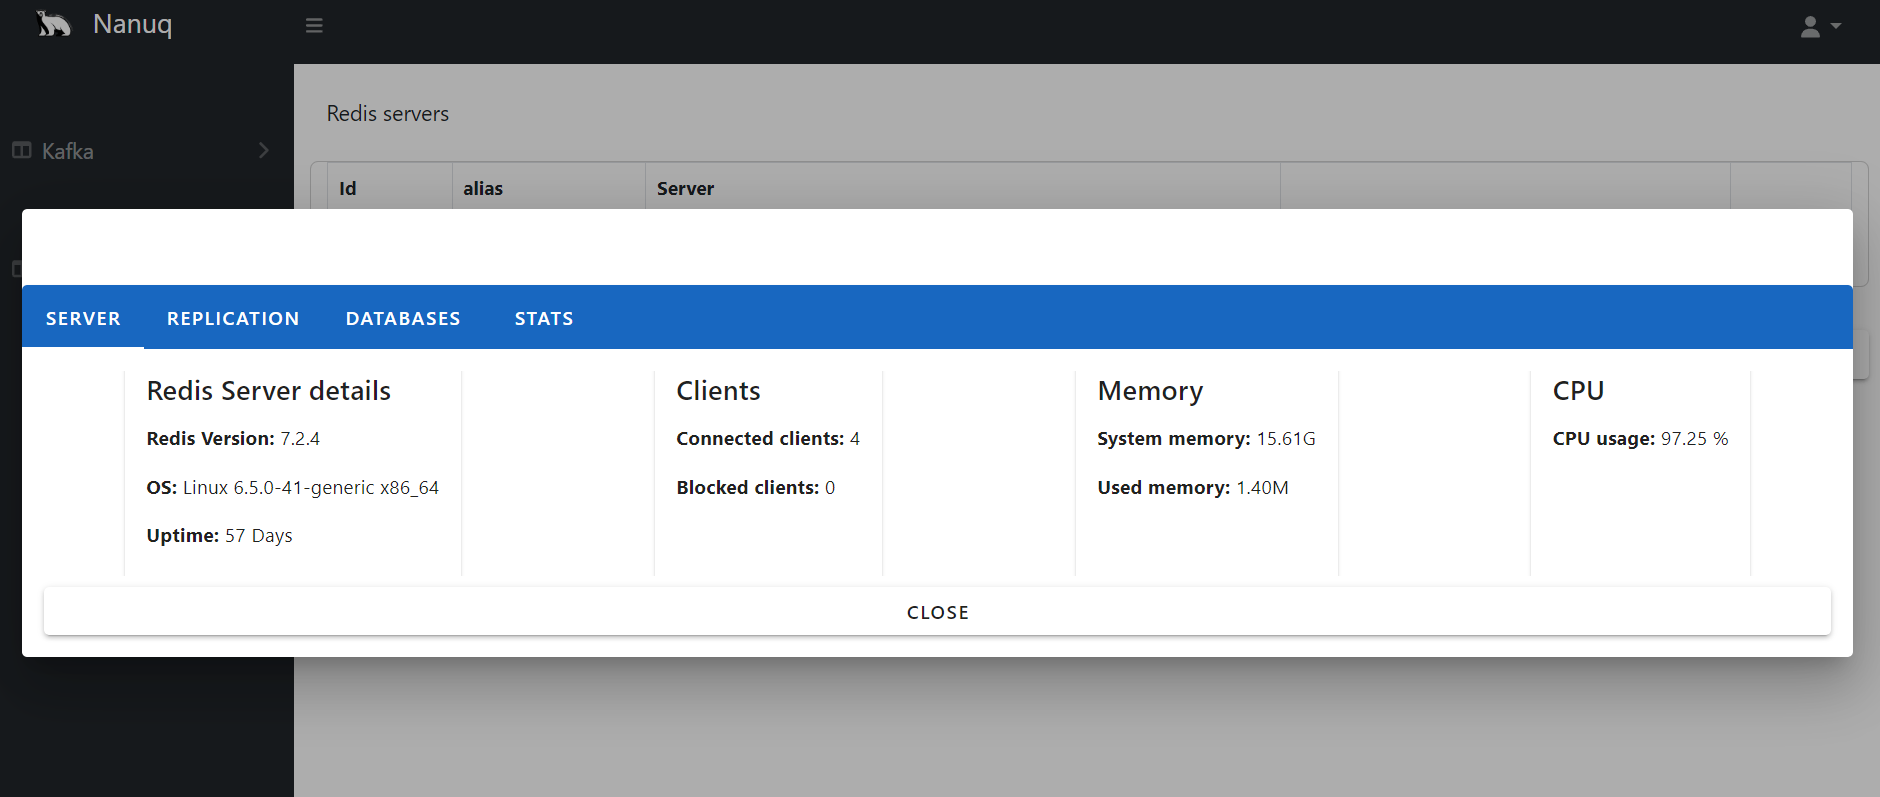 Nanuq
Kafka
Redis servers
Id alias Server
SERVER REPLICATION DATABASES STATS
Redis Server details
Redis Version: 7.2.4
OS: Linux 6.5.0-41-generic x86_64
Uptime: 57 Days
Clients
Connected clients: 4
Blocked clients: 0
Memory
System memory: 15.61G
Used memory: 1.40M
CPU
CPU usage: 97.25 %
CLOSE